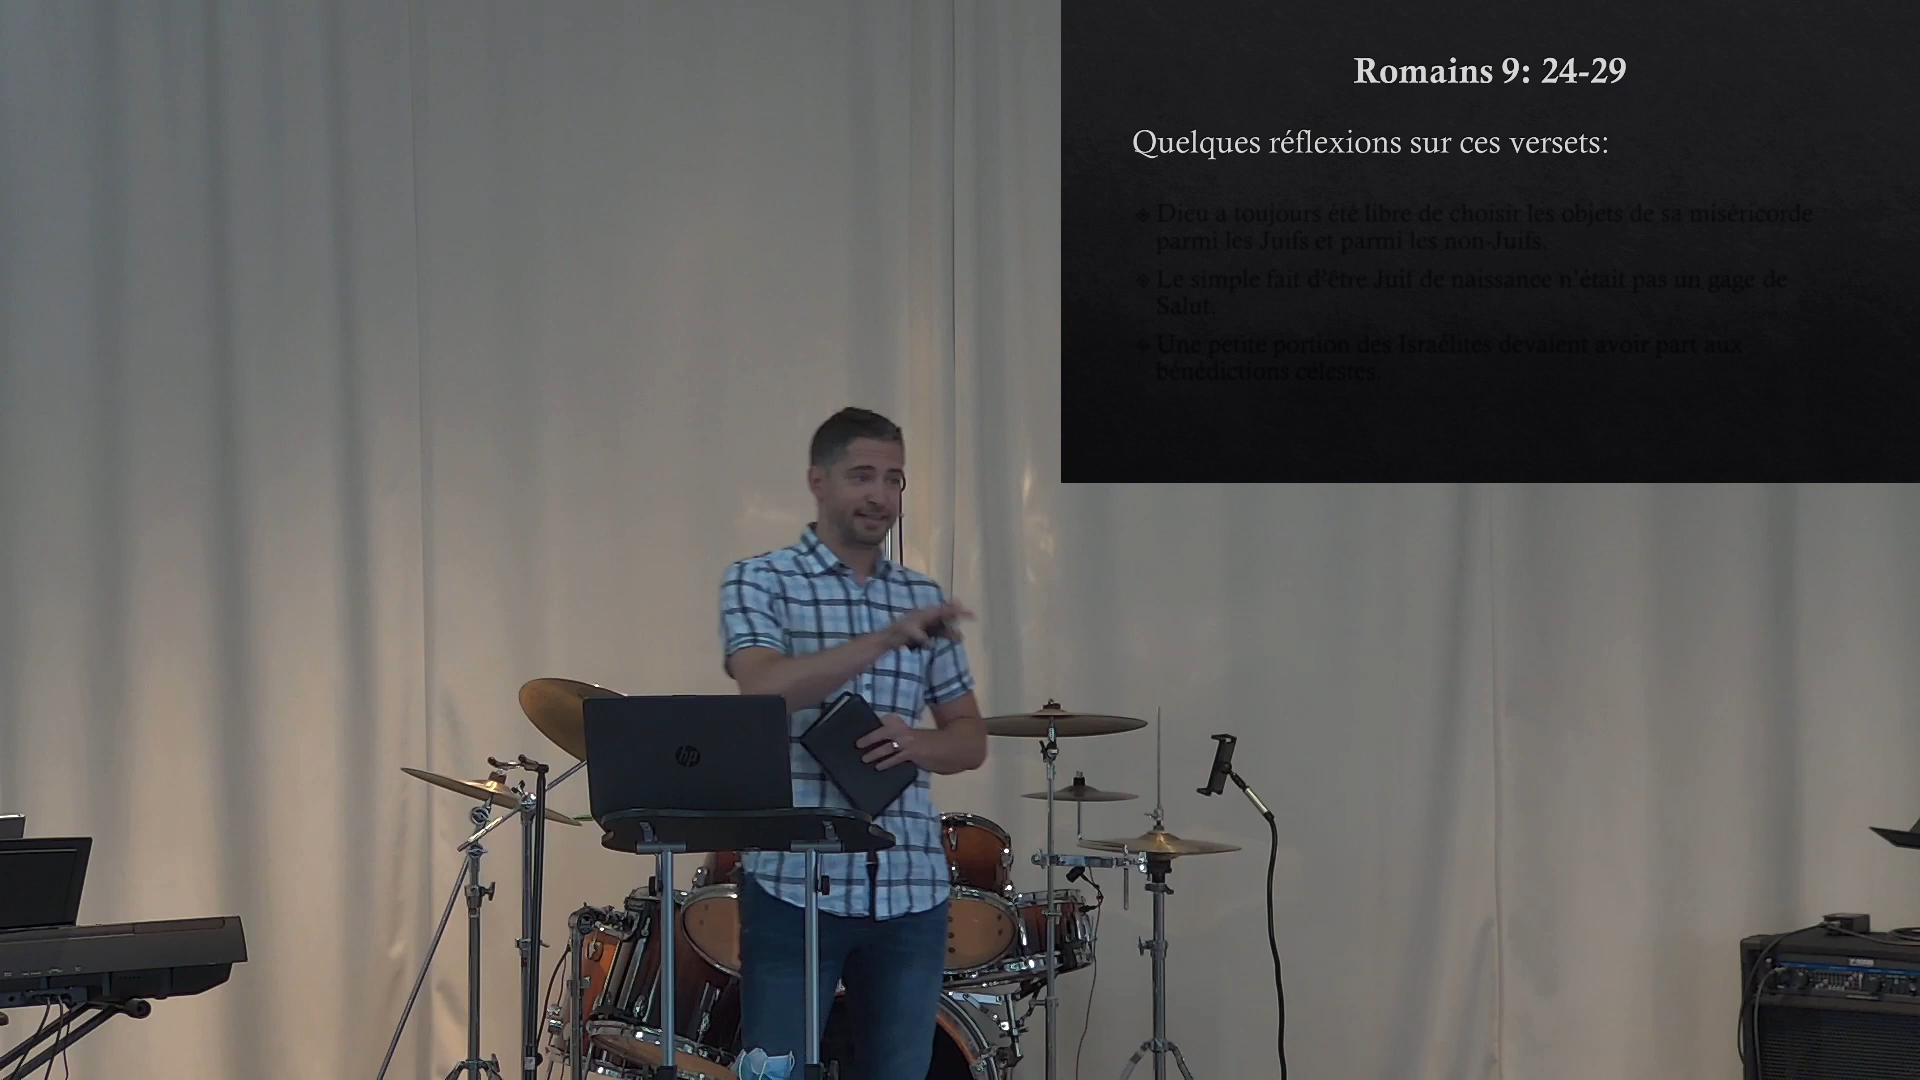 Romains 9: 24-29
Quelques réflexions sur ces versets:
Dieu a toujours été libre de choisir les objets de sa miséricorde
parmi les Juifs et parmi les non-Juifs.
Le simple fait d'être Juif de naissance n'était pas un gage de
Salut.
Une petite portion des Israélites devaient avoir part aux
bénédictions célestes.
hp